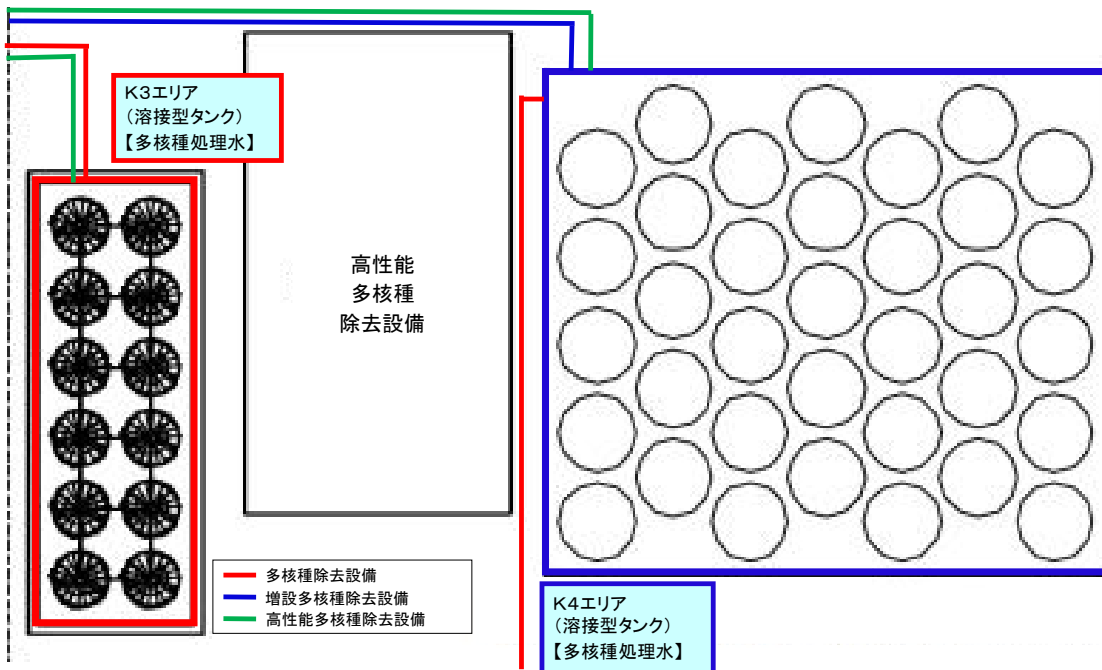 K3エリア
(溶接型タンク)
【多核種処理水】
高性能
多核種
除去設備
多核種除去設備
増設多核種除去設備
高性能多核種除去設備
K4エリア
(溶接型タンク)
【多核種処理水】